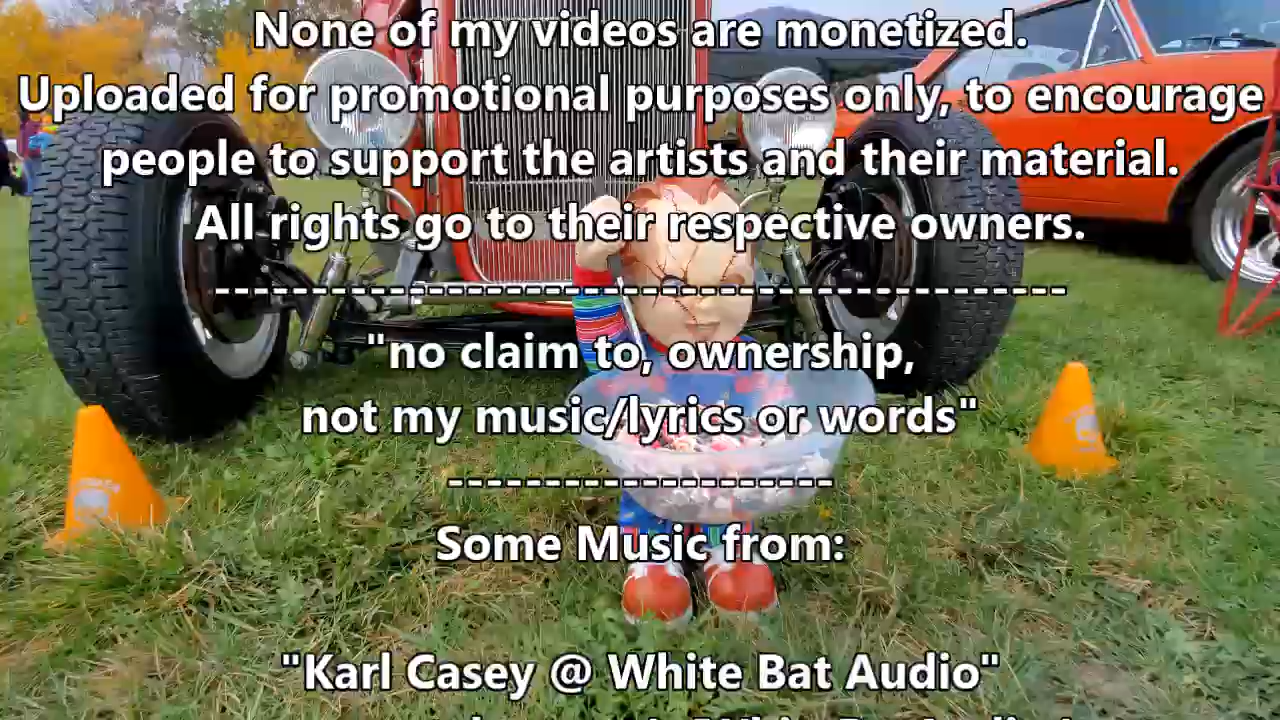 None of my videos are monetized.
Uploaded for promotional purposes only, to encourage
people to support the artists and their material.
All rights go to their respective owners.
-----------------------------------------
"no claim to, ownership,
not my music/lyrics or words"
-------------------
Some Music from:
"Karl Casey @ White Bat Audio"